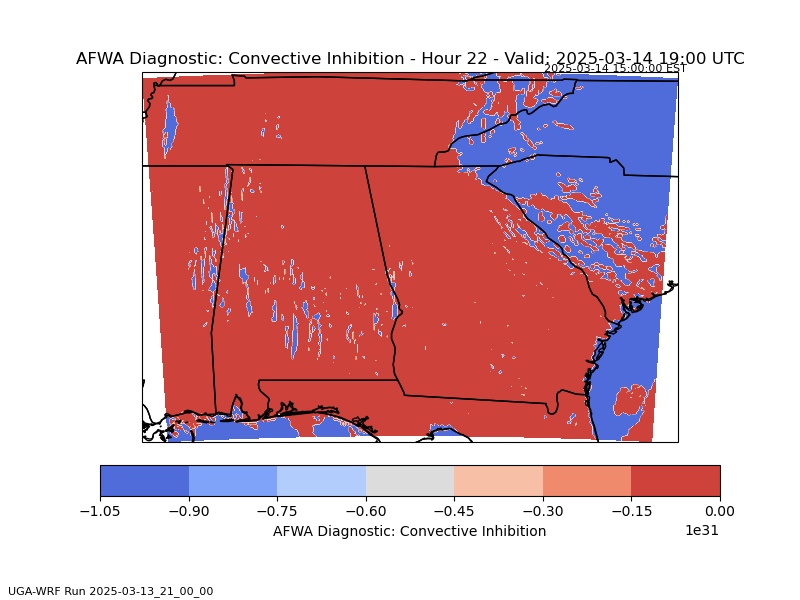 AFWA Diagnostic: Convective Inhibition - Hour 22 - Valid: 2025-03-14 19:00 UTC
2025-03-14 15:00:00 EST
−1.05 −0.90 −0.75 −0.60 −0.45 −0.30 −0.15 0.00
AFWA Diagnostic: Convective Inhibition 1e31
UGA-WRF Run 2025-03-13_21_00_00